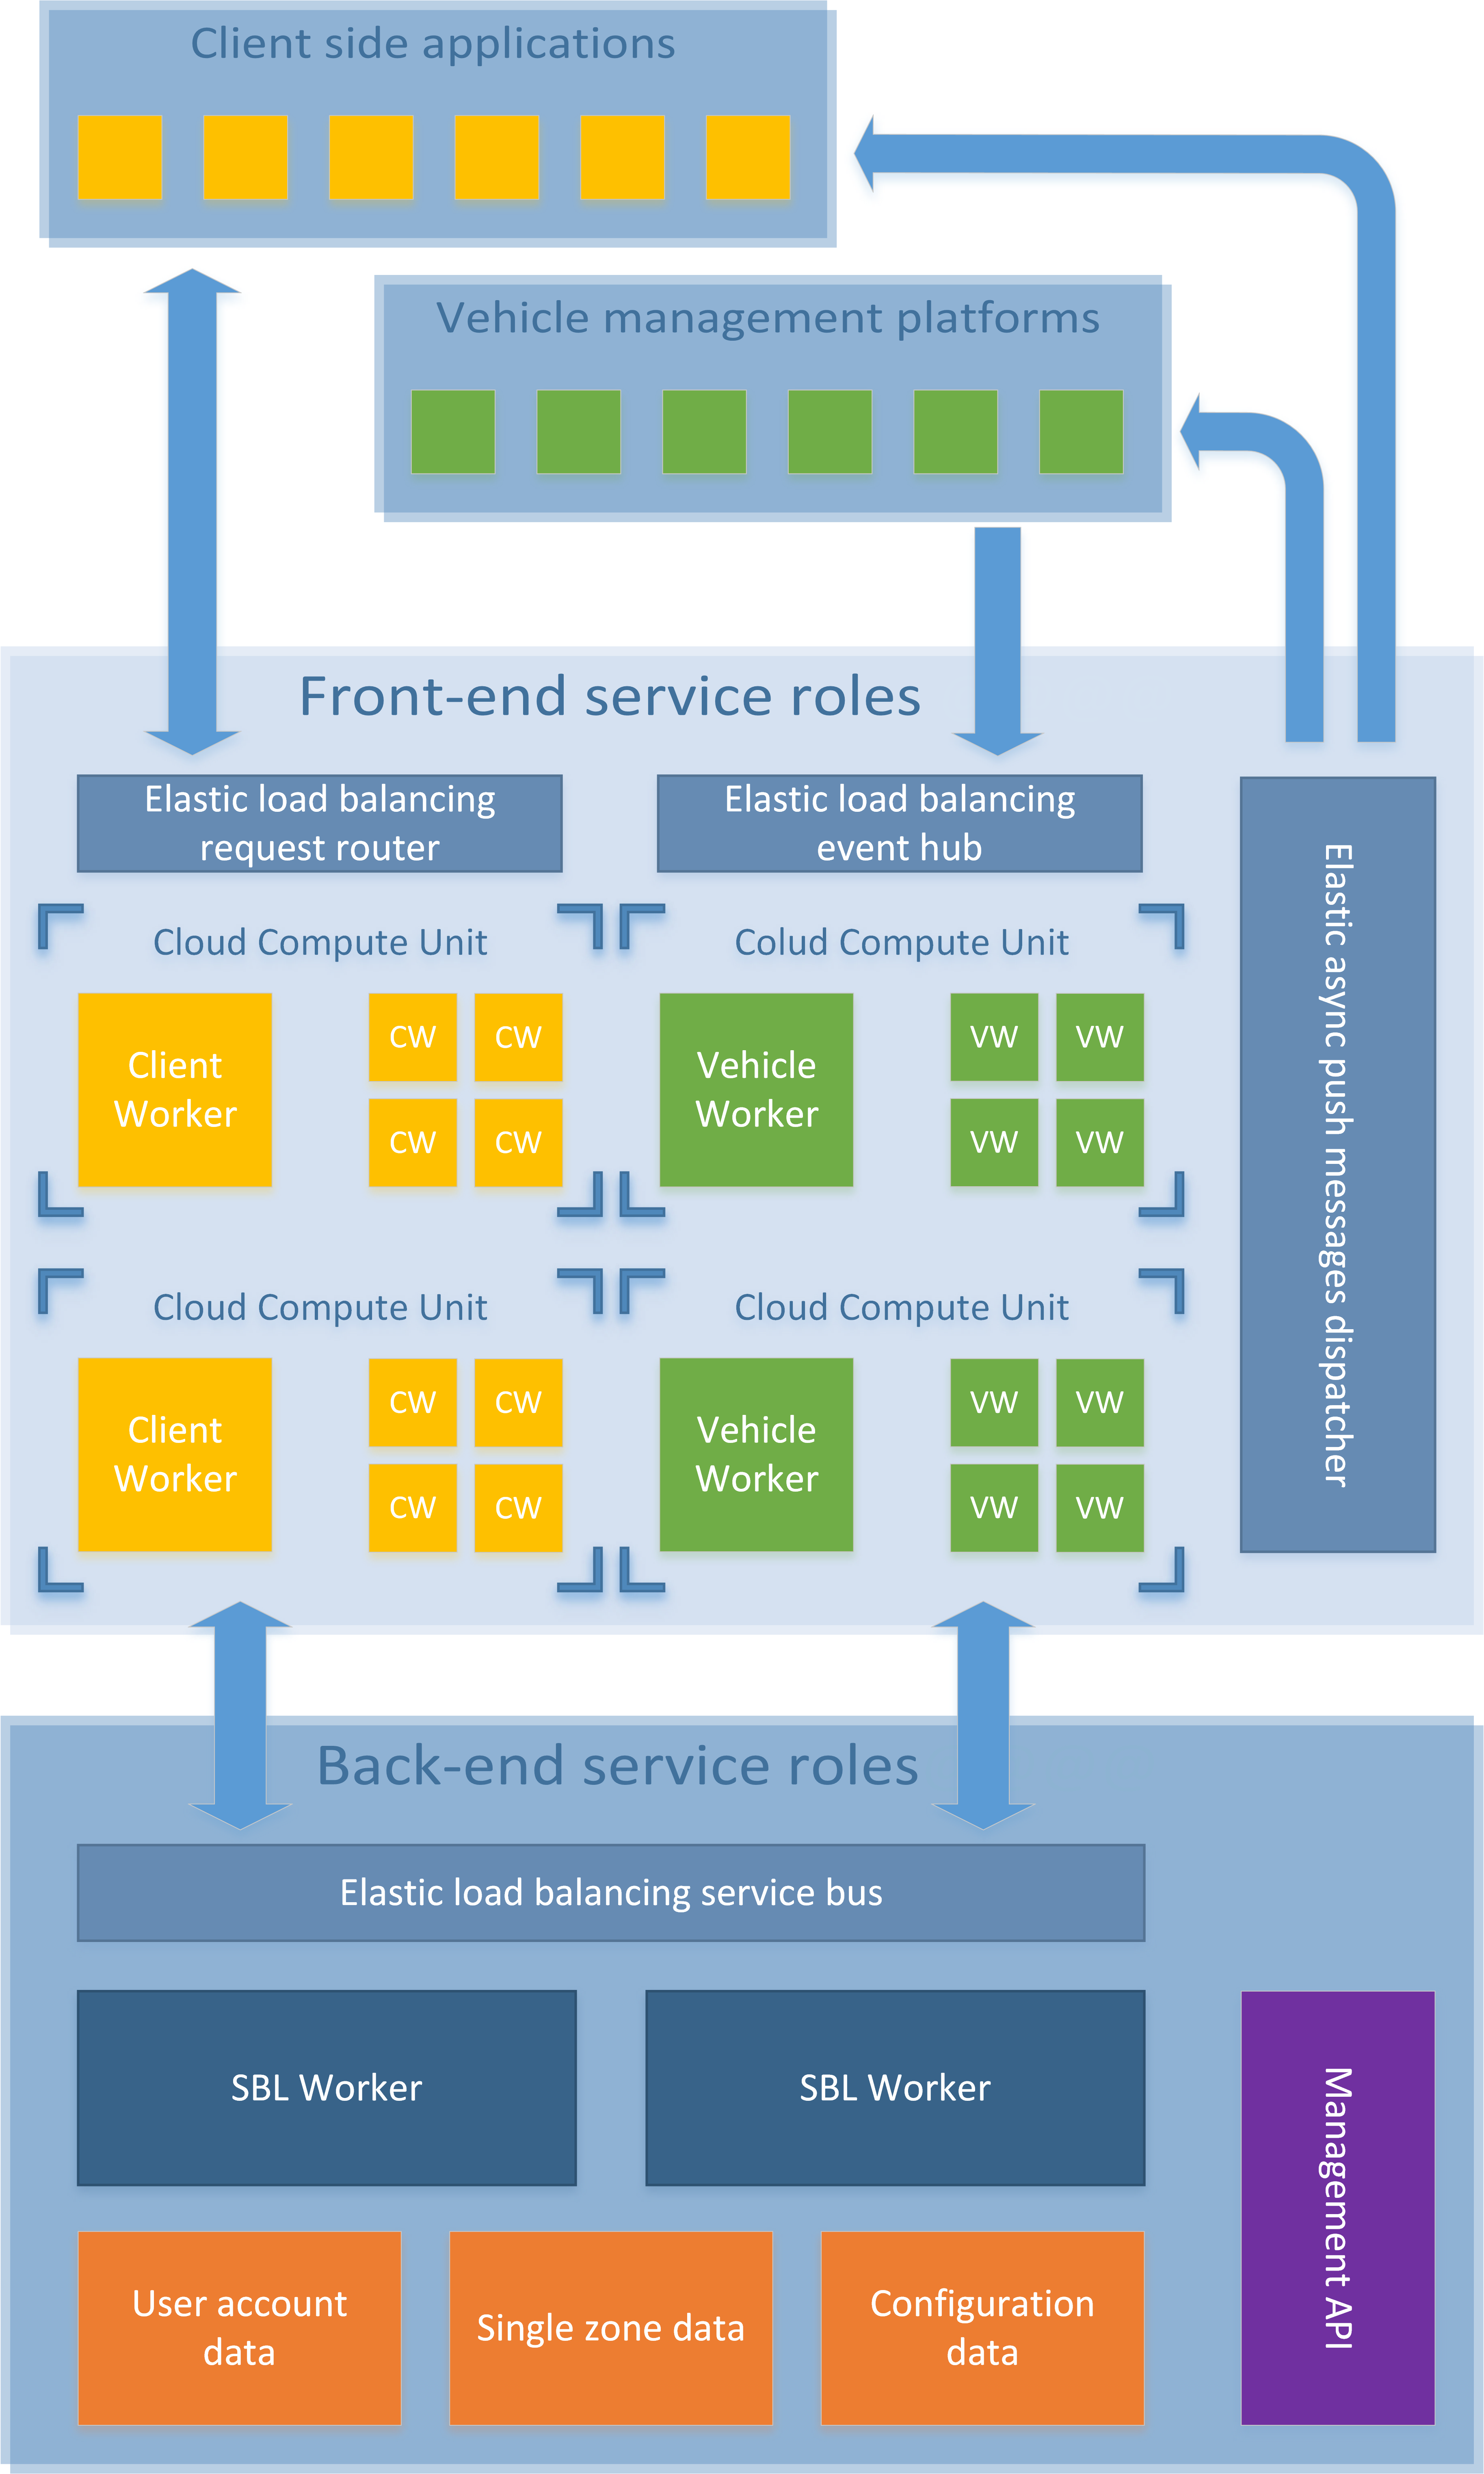 Client side applications
Vehicle management platforms
Front-end service roles
Elastic load balancing
request router
Elastic load balancing
event hub
Elastic async push messages dispatcher
Cloud Compute Unit
Client
Worker
CW
CW
CW
CW
Colud Compute Unit
Vehicle
Worker
VW
VW
VW
VW
Cloud Compute Unit
Client
Worker
CW
CW
CW
CW
Cloud Compute Unit
Vehicle
Worker
VW
VW
VW
VW
Back-end service roles
Elastic load balancing service bus
SBL Worker
SBL Worker
Management API
User account
data
Single zone data
Configuration
data